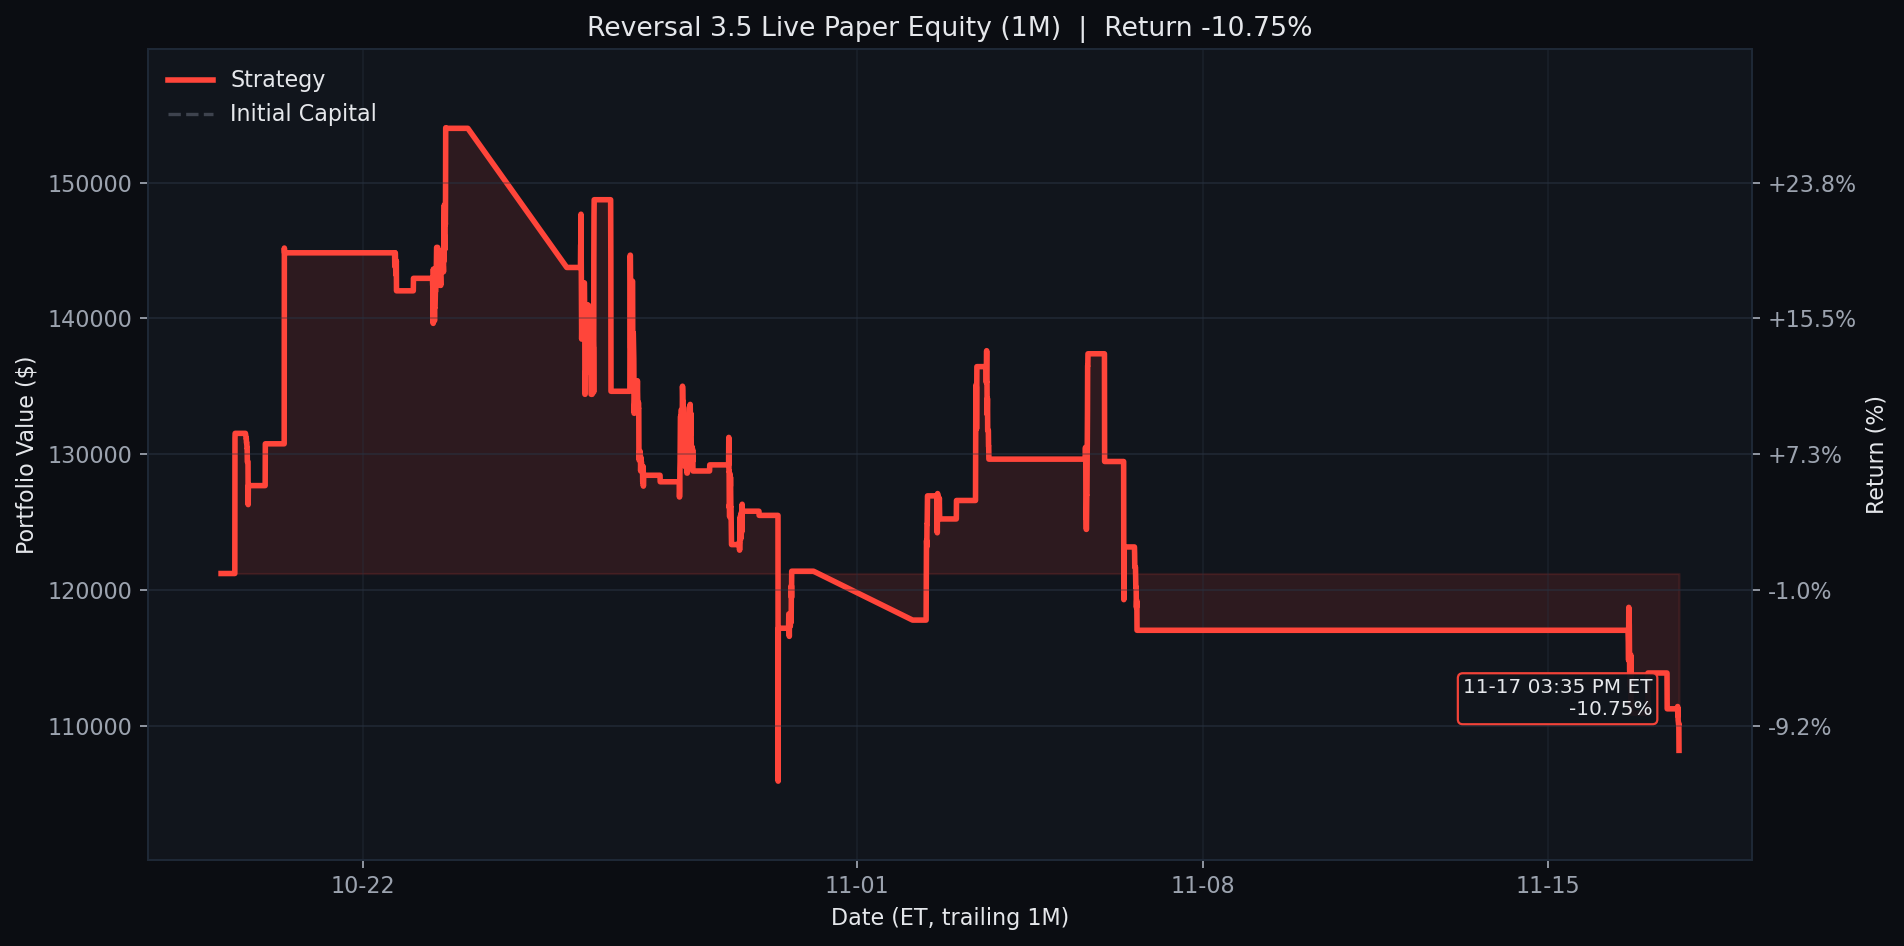 Reversal 3.5 Live Paper Equity (1M) | Return -10.75%
Strategy
Initial Capital
150000
140000
130000
120000
110000
Portfolio Value ($)
+23.8%
+15.5%
+7.3%
-1.0%
-9.2%
Return (%)
11-17 03:35 PM ET
-10.75%
10-22
11-01
11-08
11-15
Date (ET, trailing 1M)